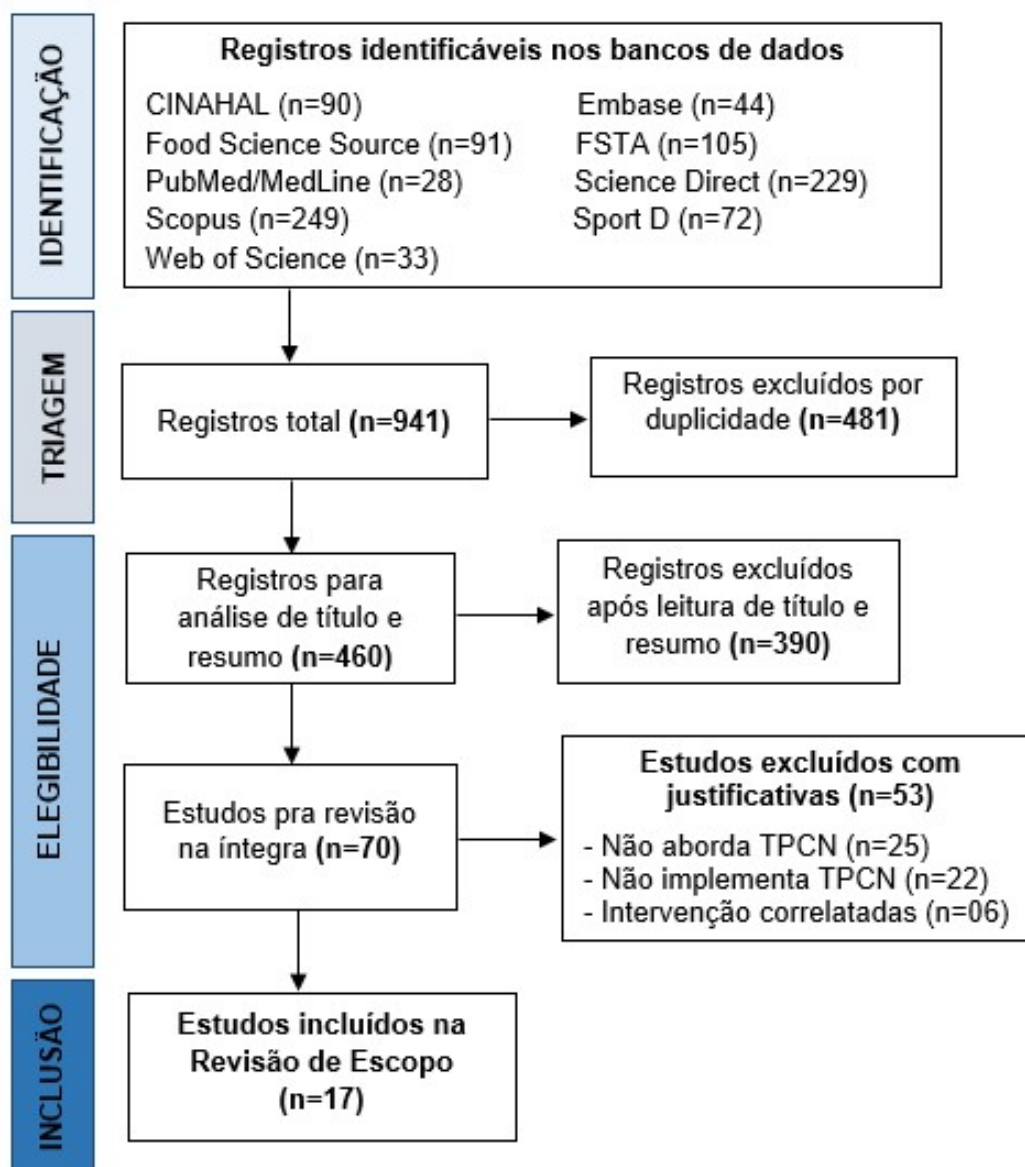 IDENTIFICAÇÃO
Registros identificáveis nos bancos de dados
CINAHAL (n=90)
Embase (n=44)
Food Science Source (n=91)
FSTA (n=105)
PubMed/MedLine (n=28)
Science Direct (n=229)
Scopus (n=249)
Sport D (n=72)
Web of Science (n=33)
TRIAGEM
Registros total (n=941)
Registros excluídos por
duplicidade (n=481)
ELEGIBILIDADE
Registros para
análise de título e
resumo (n=460)
Registros excluídos
após leitura de título e
resumo (n=390)
Estudos pra revisão
na íntegra (n=70)
Estudos excluídos com
justificativas (n=53)
- Não aborda TPCN (n=25)
- Não implementa TPCN (n=22)
- Intervenção correlatadas (n=06)
INCLUSÃO
Estudos incluídos na
Revisão de Escopo
(n=17)